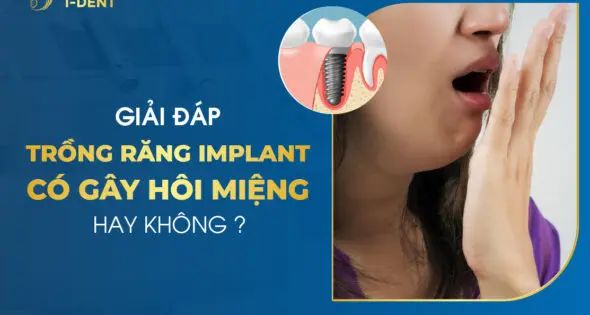 I-DENT
GIẢI ĐÁP
TRỒNG RĂNG IMPLANT
CÓ GÂY HÔI MIỆNG
HAY KHÔNG ?